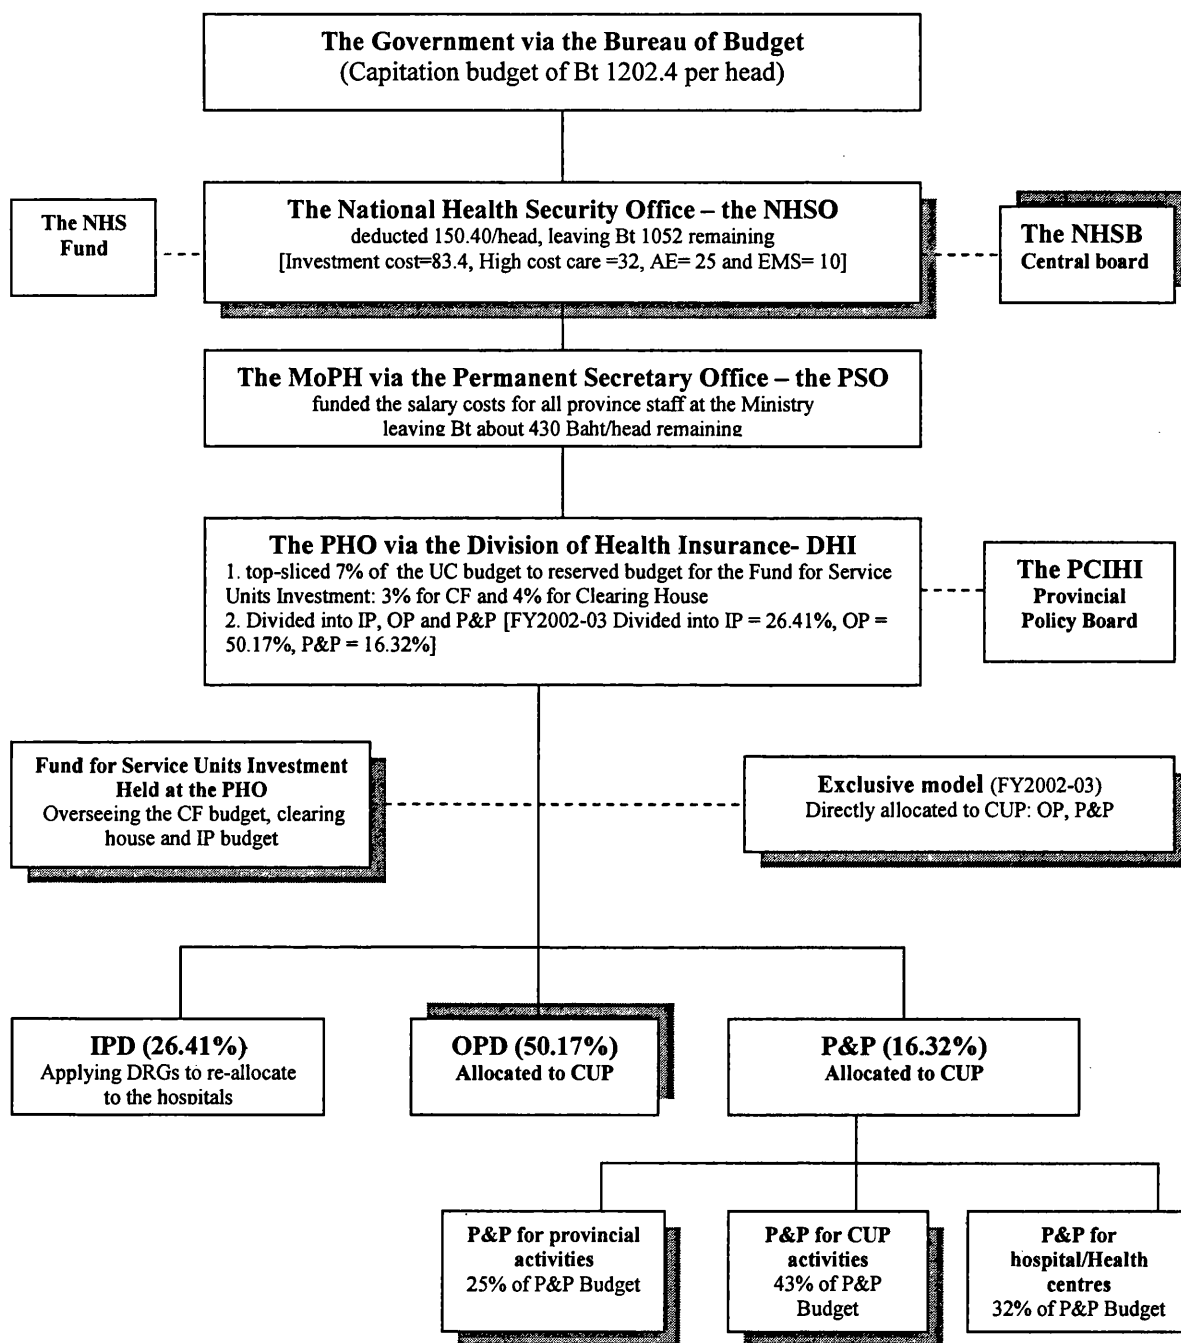 The Government via the Bureau of Budget
(Capitation budget of Bt 1202.4 per head)
The NHS
Fund
The National Health Security Office – the NHSO
deducted 150.40/head, leaving Bt 1052 remaining
[Investment cost=83.4, High cost care =32, AE= 25 and EMS= 10]
The NHSB
Central board
The MoPH via the Permanent Secretary Office – the PSO
funded the salary costs for all province staff at the Ministry
leaving Bt about 430 Baht/head remaining
The PHO via the Division of Health Insurance- DHI
1. top-sliced 7% of the UC budget to reserved budget for the Fund for Service
Units Investment: 3% for CF and 4% for Clearing House
2. Divided into IP, OP and P&P [FY2002-03 Divided into IP = 26.41%, OP =
50.17%, P&P = 16.32%]
The PCIHI
Provincial
Policy Board
Fund for Service Units Investment
Held at the PHO
Overseeing the CF budget, clearing
house and IP budget
Exclusive model (FY2002-03)
Directly allocated to CUP: OP, P&P
IPD (26.41%)
Applying DRGs to re-allocate
to the hospitals
OPD (50.17%)
Allocated to CUP
P&P (16.32%)
Allocated to CUP
P&P for provincial
activities
25% of P&P Budget
P&P for CUP
activities
43% of P&P
Budget
P&P for
hospital/Health
centres
32% of P&P Budget